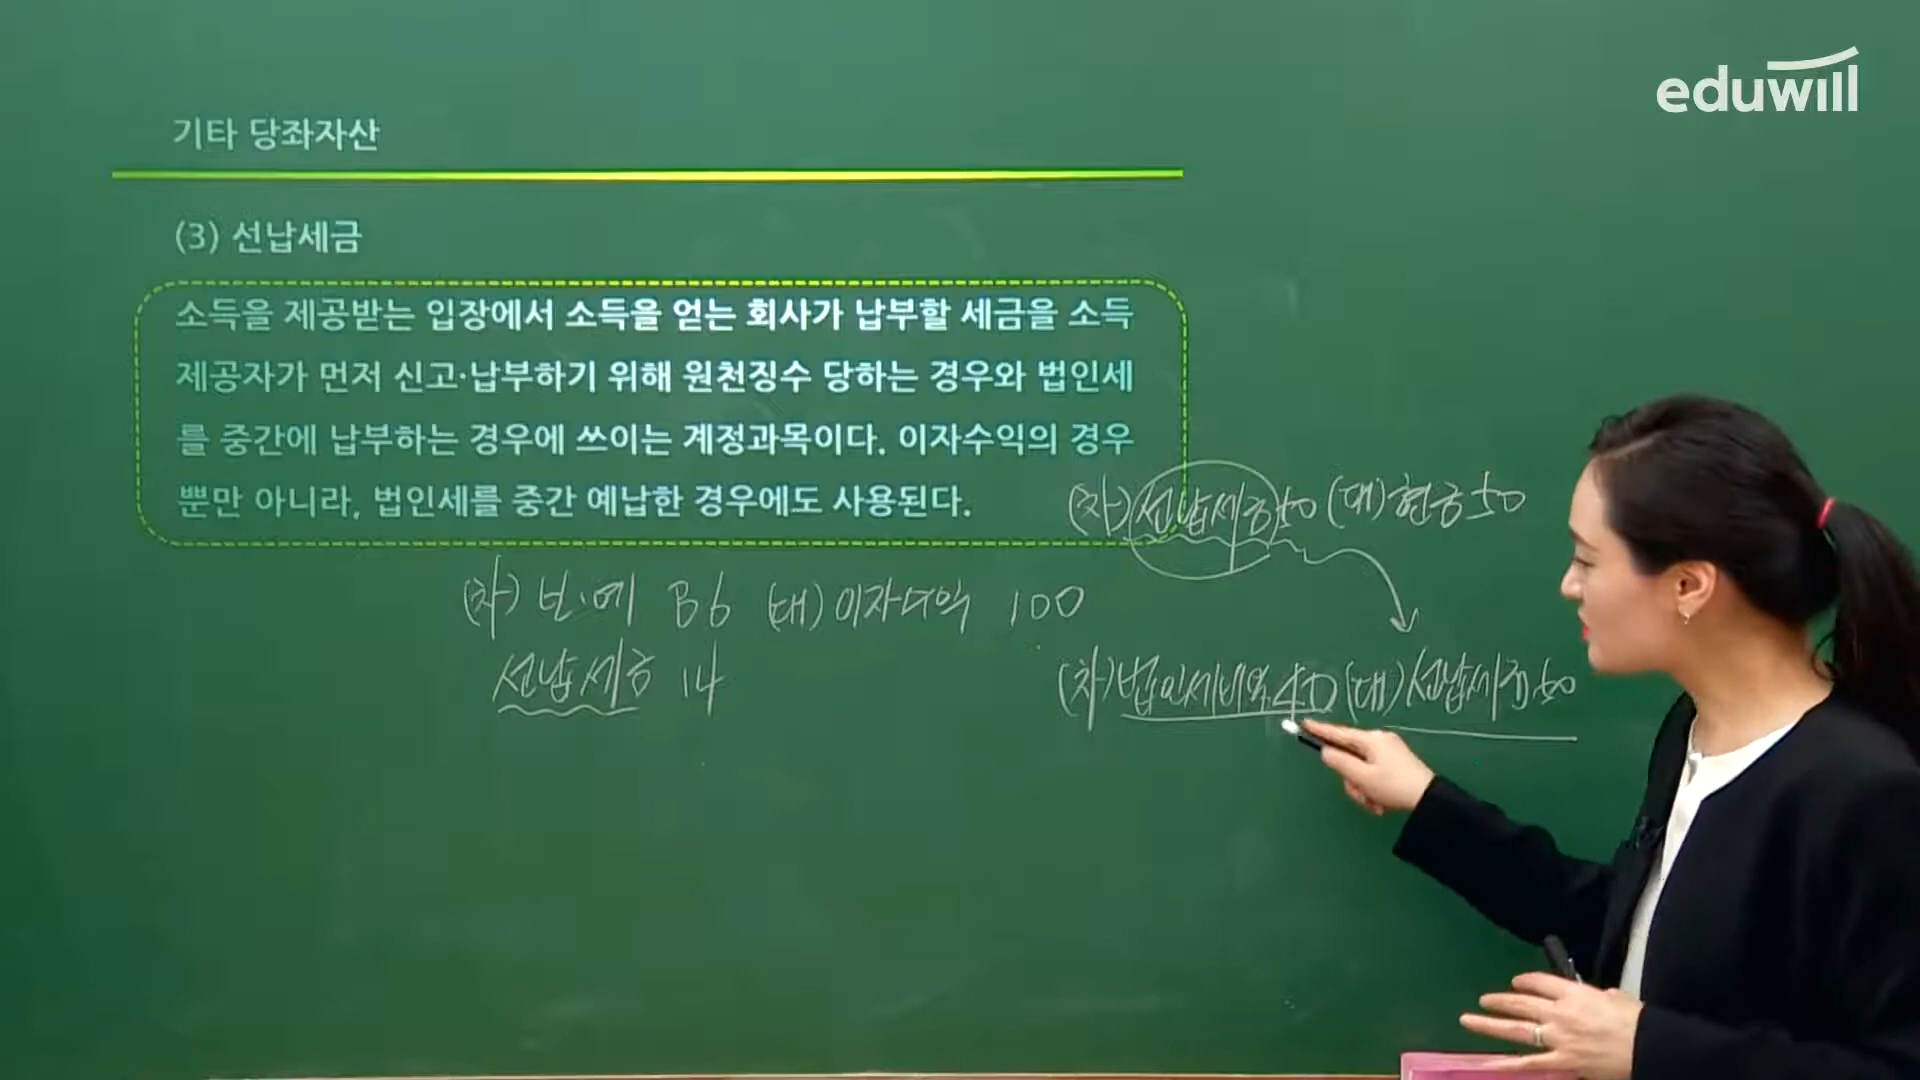 eduwill
기타 당좌자산
(3) 선납세금
소득을 제공받는 입장에서 소득을 얻는 회사가 납부할 세금을 소득
제공자가 먼저 신고·납부하기 위해 원천징수 당하는 경우와 법인세
를 중간에 납부하는 경우에 쓰이는 계정과목이다. 이자수익의 경우
뿐만 아니라, 법인세를 중간 예납한 경우에도 사용된다.
(차) 선납세금 50 (대) 현금 50
(차) 보·예 86 (대) 이자수익 100
선납세금 14
(차) 법인세비용 50 (대) 선납세금 50